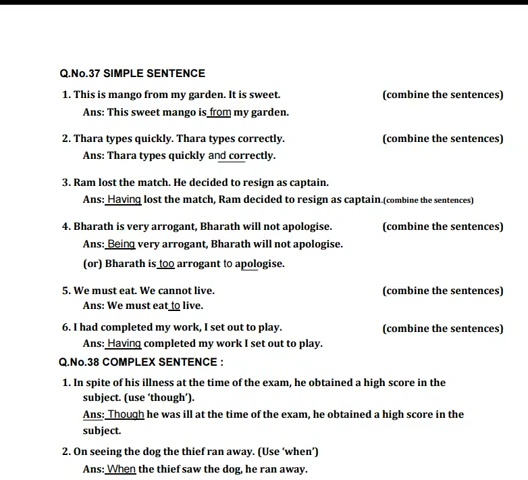 Q.No.37 SIMPLE SENTENCE
1. This is mango from my garden. It is sweet. (combine the sentences)
Ans: This sweet mango is from my garden.
2. Thara types quickly. Thara types correctly. (combine the sentences)
Ans: Thara types quickly and correctly.
3. Ram lost the match. He decided to resign as captain.
Ans: Having lost the match, Ram decided to resign as captain.(combine the sentences)
4. Bharath is very arrogant, Bharath will not apologise. (combine the sentences)
Ans: Being very arrogant, Bharath will not apologise.
(or) Bharath is too arrogant to apologise.
5. We must eat. We cannot live. (combine the sentences)
Ans: We must eat to live.
6. I had completed my work, I set out to play. (combine the sentences)
Ans: Having completed my work I set out to play.
Q.No.38 COMPLEX SENTENCE :
1. In spite of his illness at the time of the exam, he obtained a high score in the
subject. (use ‘though’).
Ans: Though he was ill at the time of the exam, he obtained a high score in the
subject.
2. On seeing the dog the thief ran away. (Use ‘when’)
Ans: When the thief saw the dog, he ran away.